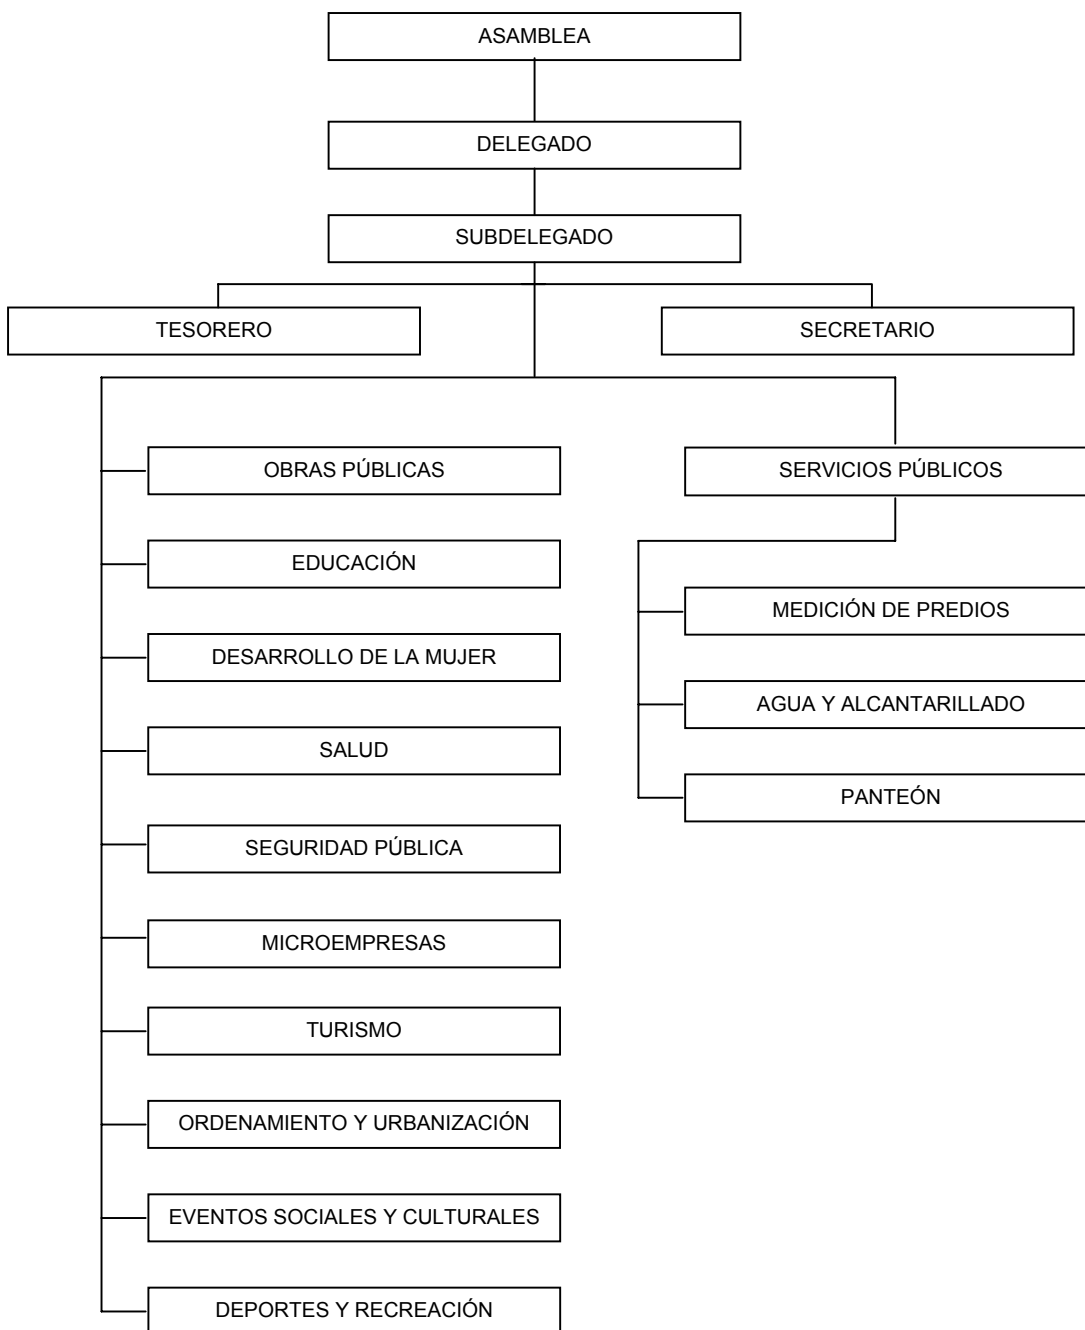 ASAMBLEA
DELEGADO
SUBDELEGADO
TESORERO
SECRETARIO
OBRAS PÚBLICAS
EDUCACIÓN
DESARROLLO DE LA MUJER
SALUD
SEGURIDAD PÚBLICA
MICROEMPRESAS
TURISMO
ORDENAMIENTO Y URBANIZACIÓN
EVENTOS SOCIALES Y CULTURALES
DEPORTES Y RECREACIÓN
SERVICIOS PÚBLICOS
MEDICIÓN DE PREDIOS
AGUA Y ALCANTARILLADO
PANTEÓN